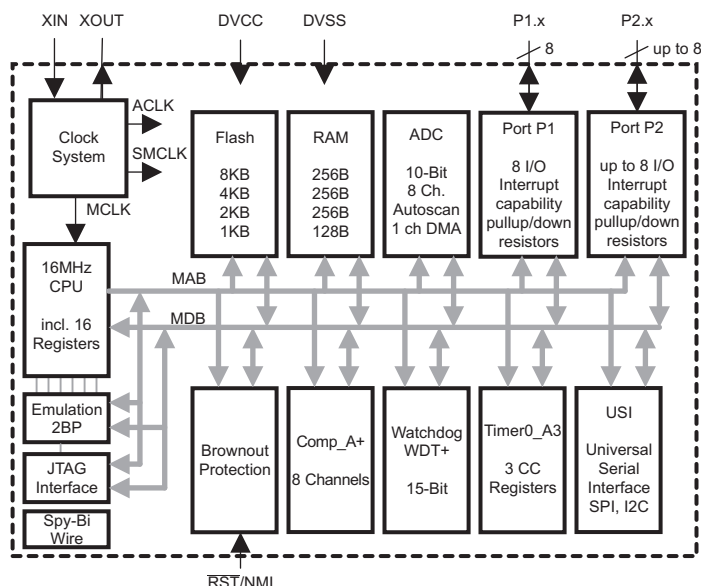 XIN XOUT DVCC DVSS P1.x P2.x
8 up to 8
Clock
System
ACLK
SMCLK
MCLK
Flash
8KB
4KB
2KB
1KB
RAM
256B
256B
256B
128B
ADC
10-Bit
8 Ch.
Autoscan
1 ch DMA
Port P1
8 I/O
Interrupt
capability
pullup/down
resistors
Port P2
up to 8 I/O
Interrupt
capability
pullup/down
resistors
16MHz
CPU
incl. 16
Registers
MAB
MDB
Emulation
2BP
JTAG
Interface
Spy-Bi
Wire
Brownout
Protection
Comp_A+
8 Channels
Watchdog
WDT+
15-Bit
Timer0_A3
3 CC
Registers
USI
Universal
Serial
Interface
SPI, I2C
RST/NMI